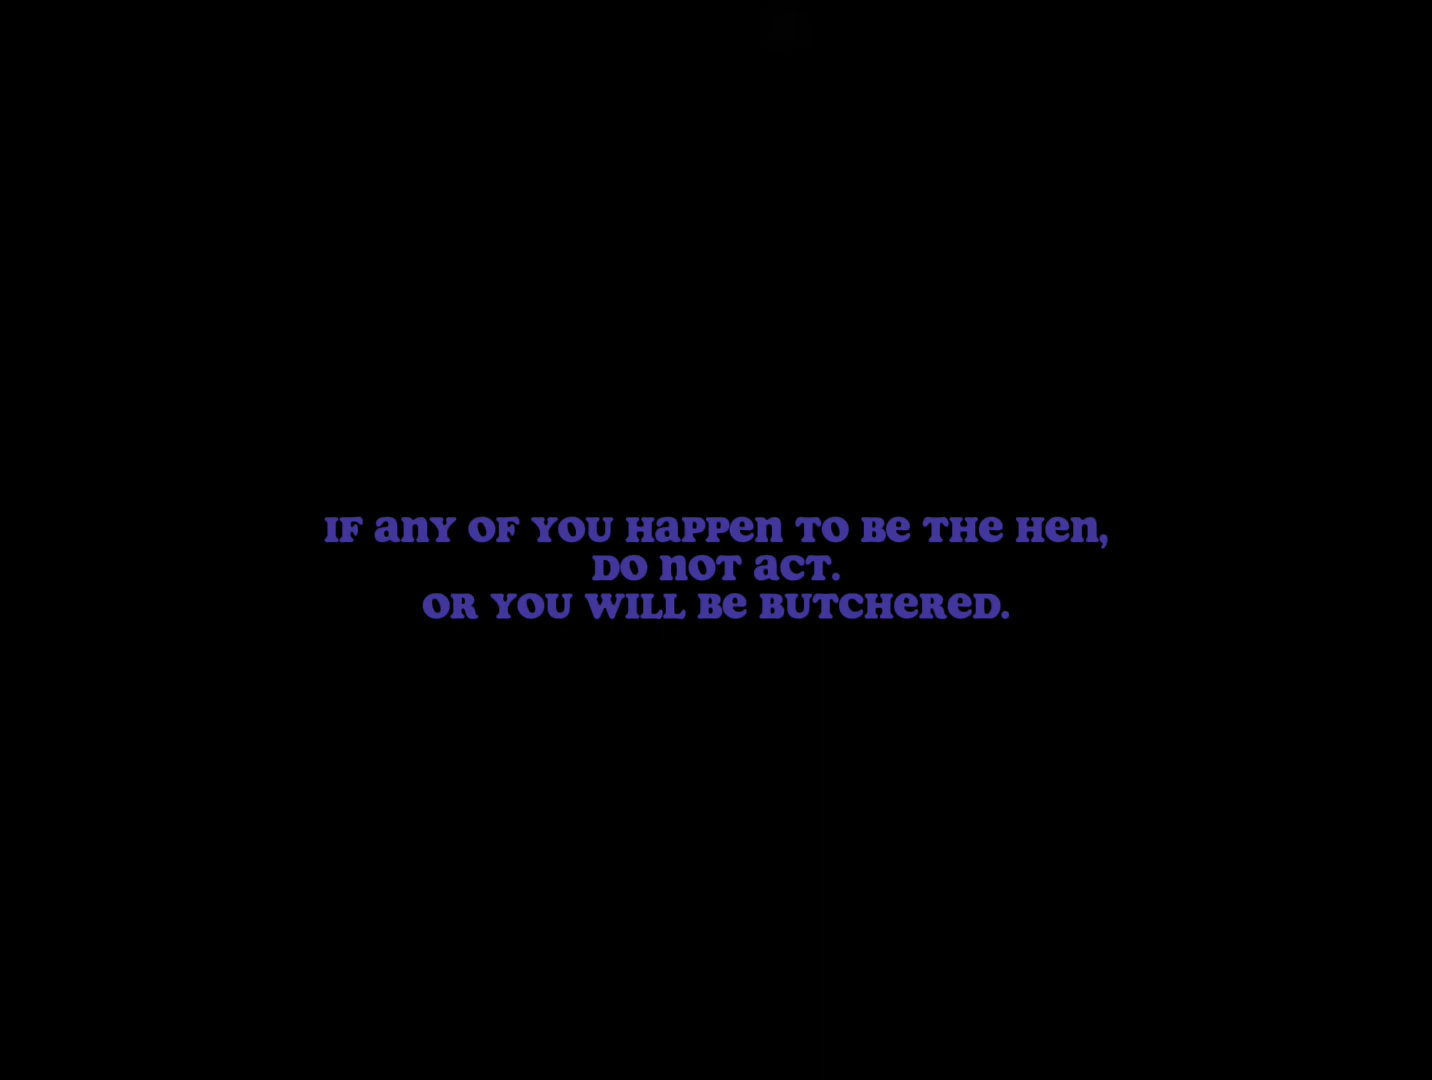 IF anY OF YOU HaPPen TO Be THe Hen,
DO nOT aCT.
OR YOU WILL Be BUTCHeReD.